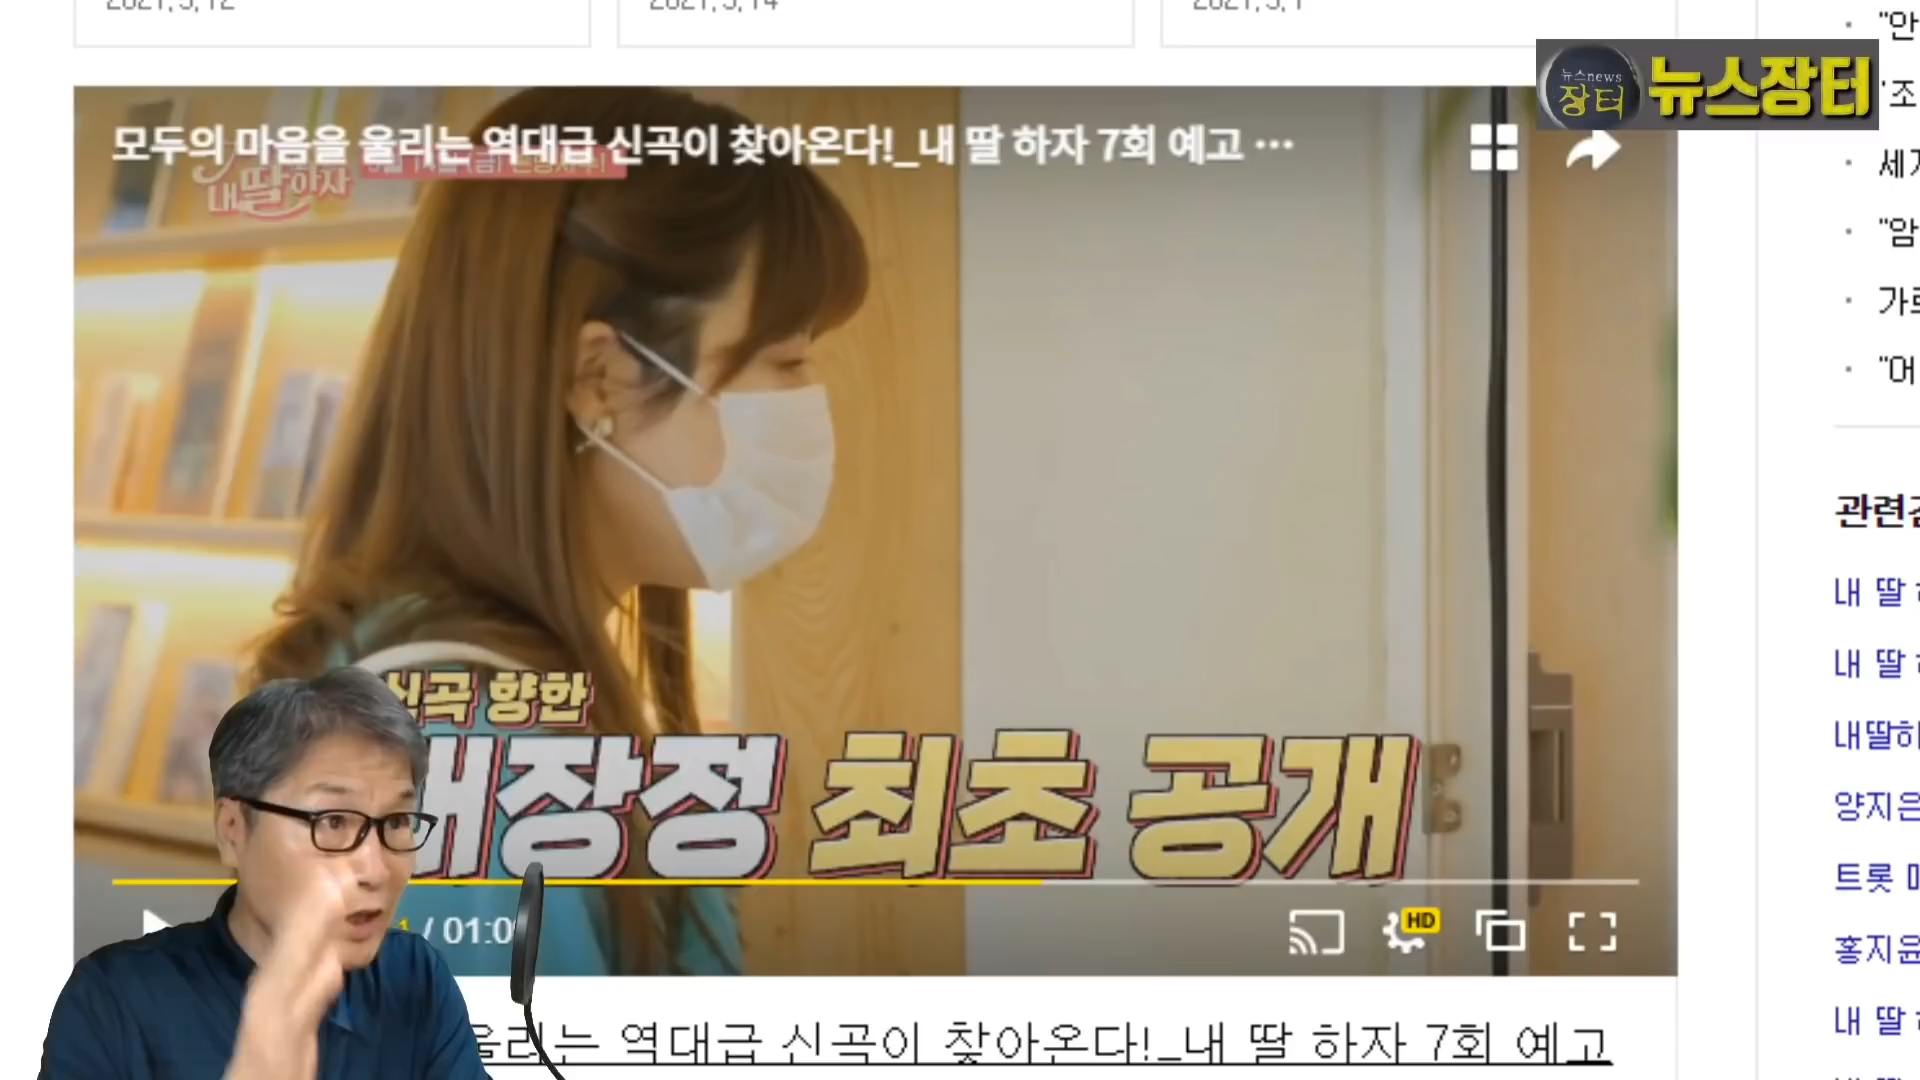 "안
뉴스news
장터
뉴스장터
'조
모두의 마음을 울리는 역대급 신곡이 찾아온다!_내 딸 하자 7회 예고 ···
내 딸 하자
세
"암
가
"머
관련
내 딸
내 딸
신곡 향한
내딸하
대장정 최초 공개
양지은
트롯
/ 01:0
HD
홍지윤
울리는 역대급 신곡이 찾아온다!_내 딸 하자 7회 예고
내 딸